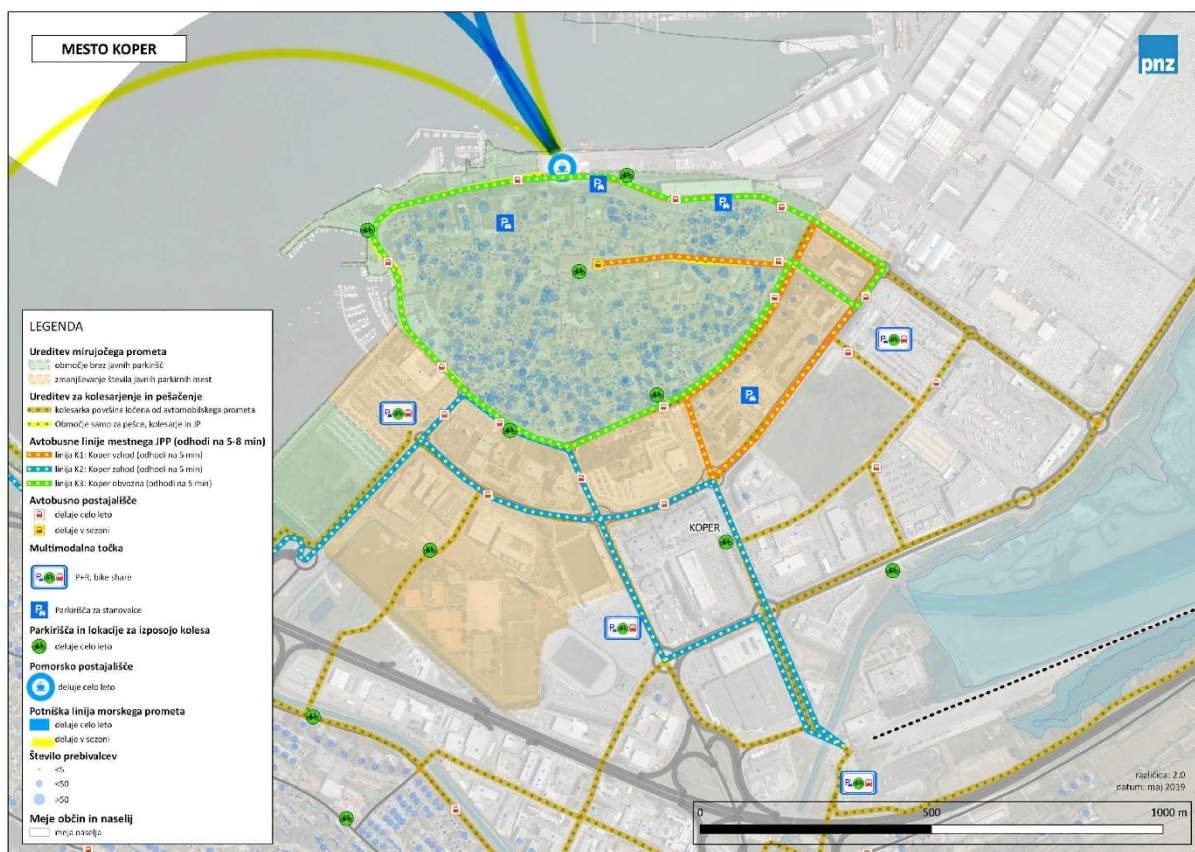 MESTO KOPER
pnz
LEGENDA
Ureditev mirujočega prometa
območje brez javnih parkirišč
zmanjševanje števila javnih parkirnih mest
Ureditev za kolesarjenje in pešačenje
kolesarka površina ločena od avtomobilskega prometa
Območje samo za pešce, kolesarje in JP
Avtobusne linije mestnega JPP (odhodi na 5-8 min)
linija K1: Koper vzhod (odhodi na 5 min)
linija K2: Koper zahod (odhodi na 5 min)
linija K3: Koper obvozna (odhodi na 5 min)
Avtobusno postajališče
deluje celo leto
deluje v sezoni
Multimodalna točka
P+R, bike share
Parkirišča za stanovalce
Parkirišča in lokacije za izposojo kolesa
deluje celo leto
Pomorsko postajališče
deluje celo leto
Potniška linija morskega prometa
deluje celo leto
deluje v sezoni
Število prebivalcev
<5
<50
>50
Meje občin in naselij
meja naselja
KOPER
različica: 2.0
datum: maj 2019
0 500 1000 m